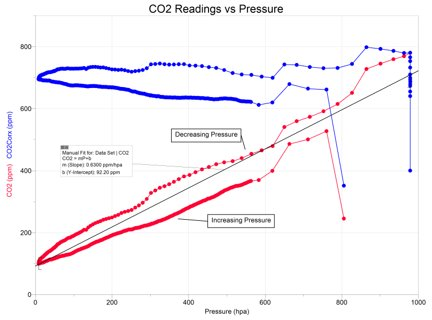 CO2 Readings vs Pressure
800
600
400
200
0
CO2 (ppm) CO2Corx (ppm)
Decreasing Pressure
Manual Fit for: Data Set | CO2
CO2 = mP+b
m (Slope): 0.6300 ppm/hpa
b (Y-Intercept): 92.20 ppm
Increasing Pressure
0 200 400 600 800 1000
Pressure (hpa)